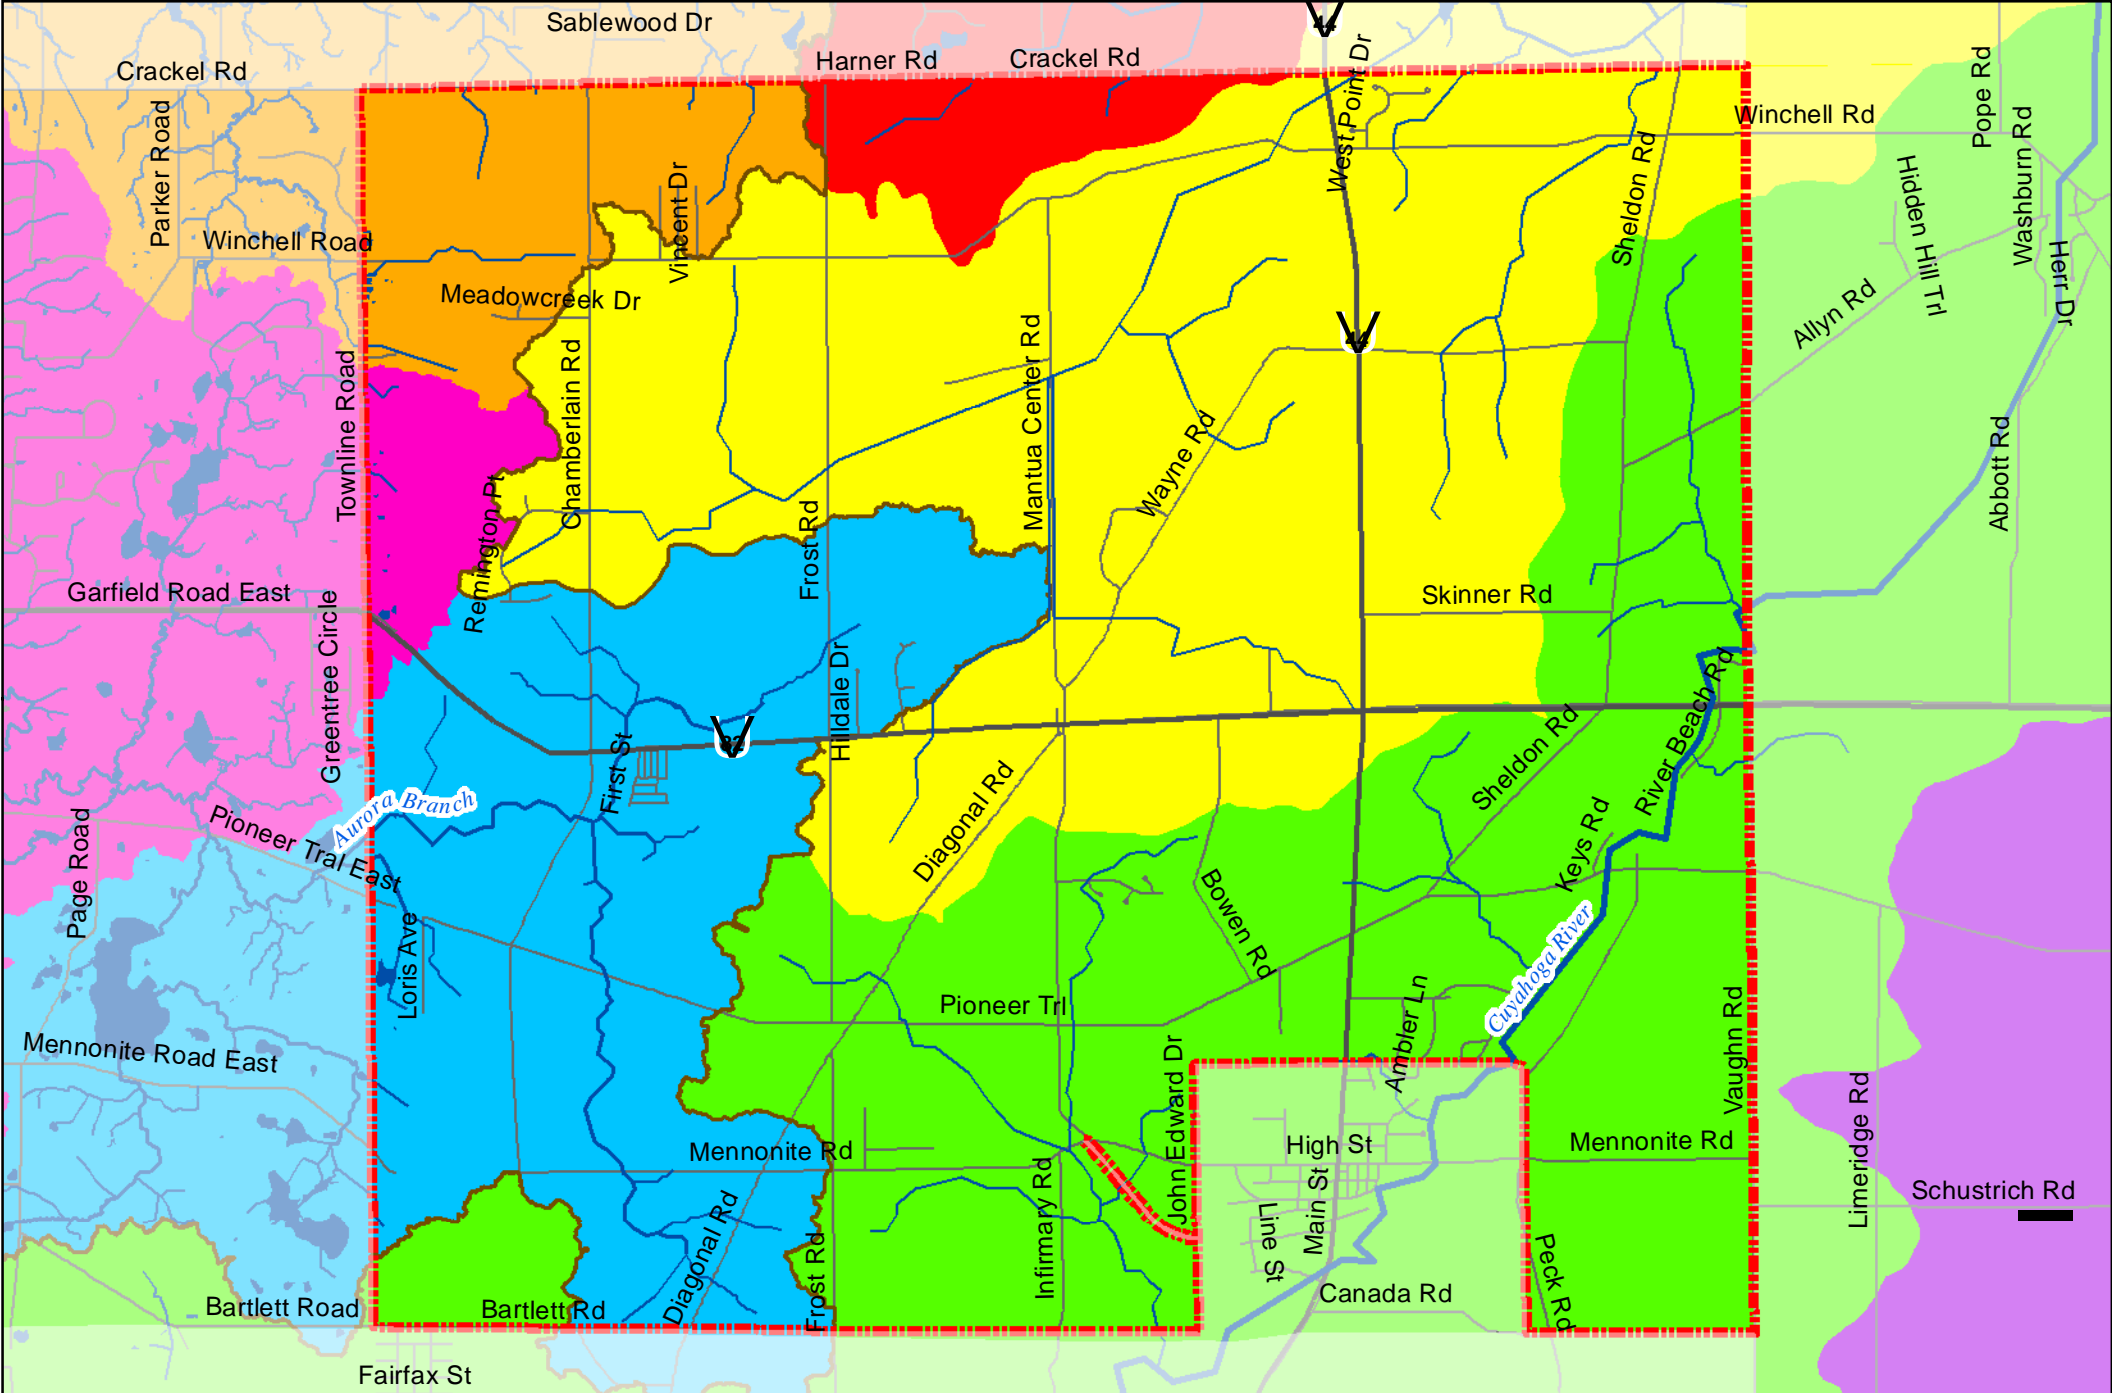 Sablewood Dr
44
Crackel Rd
Harner Rd
Crackel Rd
West Point Dr
Pope Rd
Winchell Rd
Parker Road
Washburn Rd
Sheldon Rd
Hidden Hill Trl
Vincent Dr
Winchell Road
Herr Dr
Meadowcreek Dr
Allyn Rd
44
Townline Road
Chamberlain Rd
Mantua Center Rd
Wayne Rd
Abbott Rd
Remington Pt
Frost Rd
Garfield Road East
Skinner Rd
Greentree Circle
Hilldale Dr
River Beach Rd
First St
82
Sheldon Rd
Diagonal Rd
Aurora Branch
Pioneer Tral East
Keys Rd
Page Road
Bowen Rd
Loris Ave
Cuyahoga River
Pioneer Trl
Ambler Ln
Vaughn Rd
Mennonite Road East
John Edward Dr
Limeridge Rd
Mennonite Rd
High St
Mennonite Rd
Infirmary Rd
Main St
Line St
Schustrich Rd
Diagonal Rd
Frost Rd
Peck Rd
Bartlett Road
Bartlett Rd
Canada Rd
Fairfax St